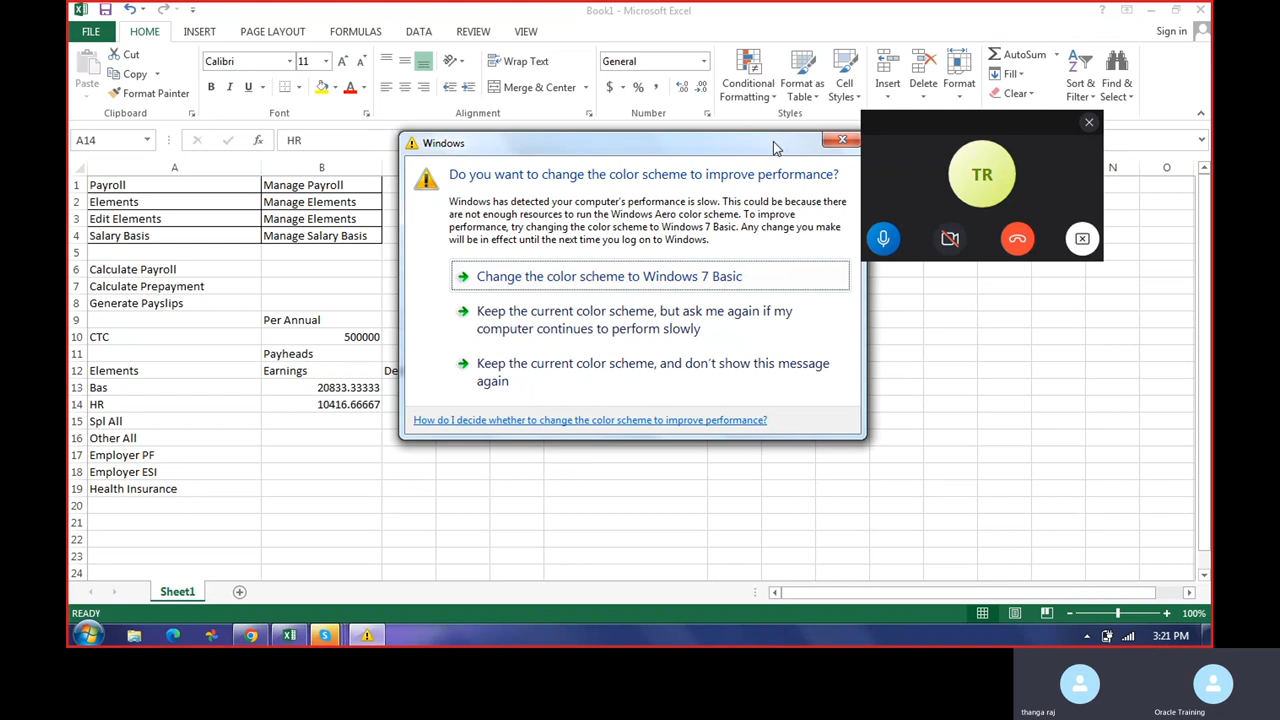 Book1 - Microsoft Excel
?
FILE HOME INSERT PAGE LAYOUT FORMULAS DATA REVIEW VIEW Sign in
Paste
Cut
Copy
Format Painter
Clipboard
Calibri 11
B I U
Font
Wrap Text
Merge & Center
Alignment
General
$ % ,
Number
Conditional Formatting
Format as Table
Cell Styles
Styles
Insert Delete Format
AutoSum
Fill
Clear
Sort & Filter
Find & Select
A14 HR
A B N O
1 Payroll Manage Payroll
2 Elements Manage Elements
3 Edit Elements Manage Elements
4 Salary Basis Manage Salary Basis
5
6 Calculate Payroll
7 Calculate Prepayment
8 Generate Payslips
9 Per Annual
10 CTC 500000
11 Payheads
12 Elements Earnings
13 Bas 20833.33333
14 HR 10416.66667
15 Spl All
16 Other All
17 Employer PF
18 Employer ESI
19 Health Insurance
20
21
22
23
24
Windows
Do you want to change the color scheme to improve performance?
Windows has detected your computer's performance is slow. This could be because there
are not enough resources to run the Windows Aero color scheme. To improve
performance, try changing the color scheme to Windows 7 Basic. Any change you make
will be in effect until the next time you log on to Windows.
Change the color scheme to Windows 7 Basic
Keep the current color scheme, but ask me again if my
computer continues to perform slowly
Keep the current color scheme, and don't show this message
again
How do I decide whether to change the color scheme to improve performance?
TR
Sheet1
READY 100%
3:21 PM
thanga raj Oracle Training